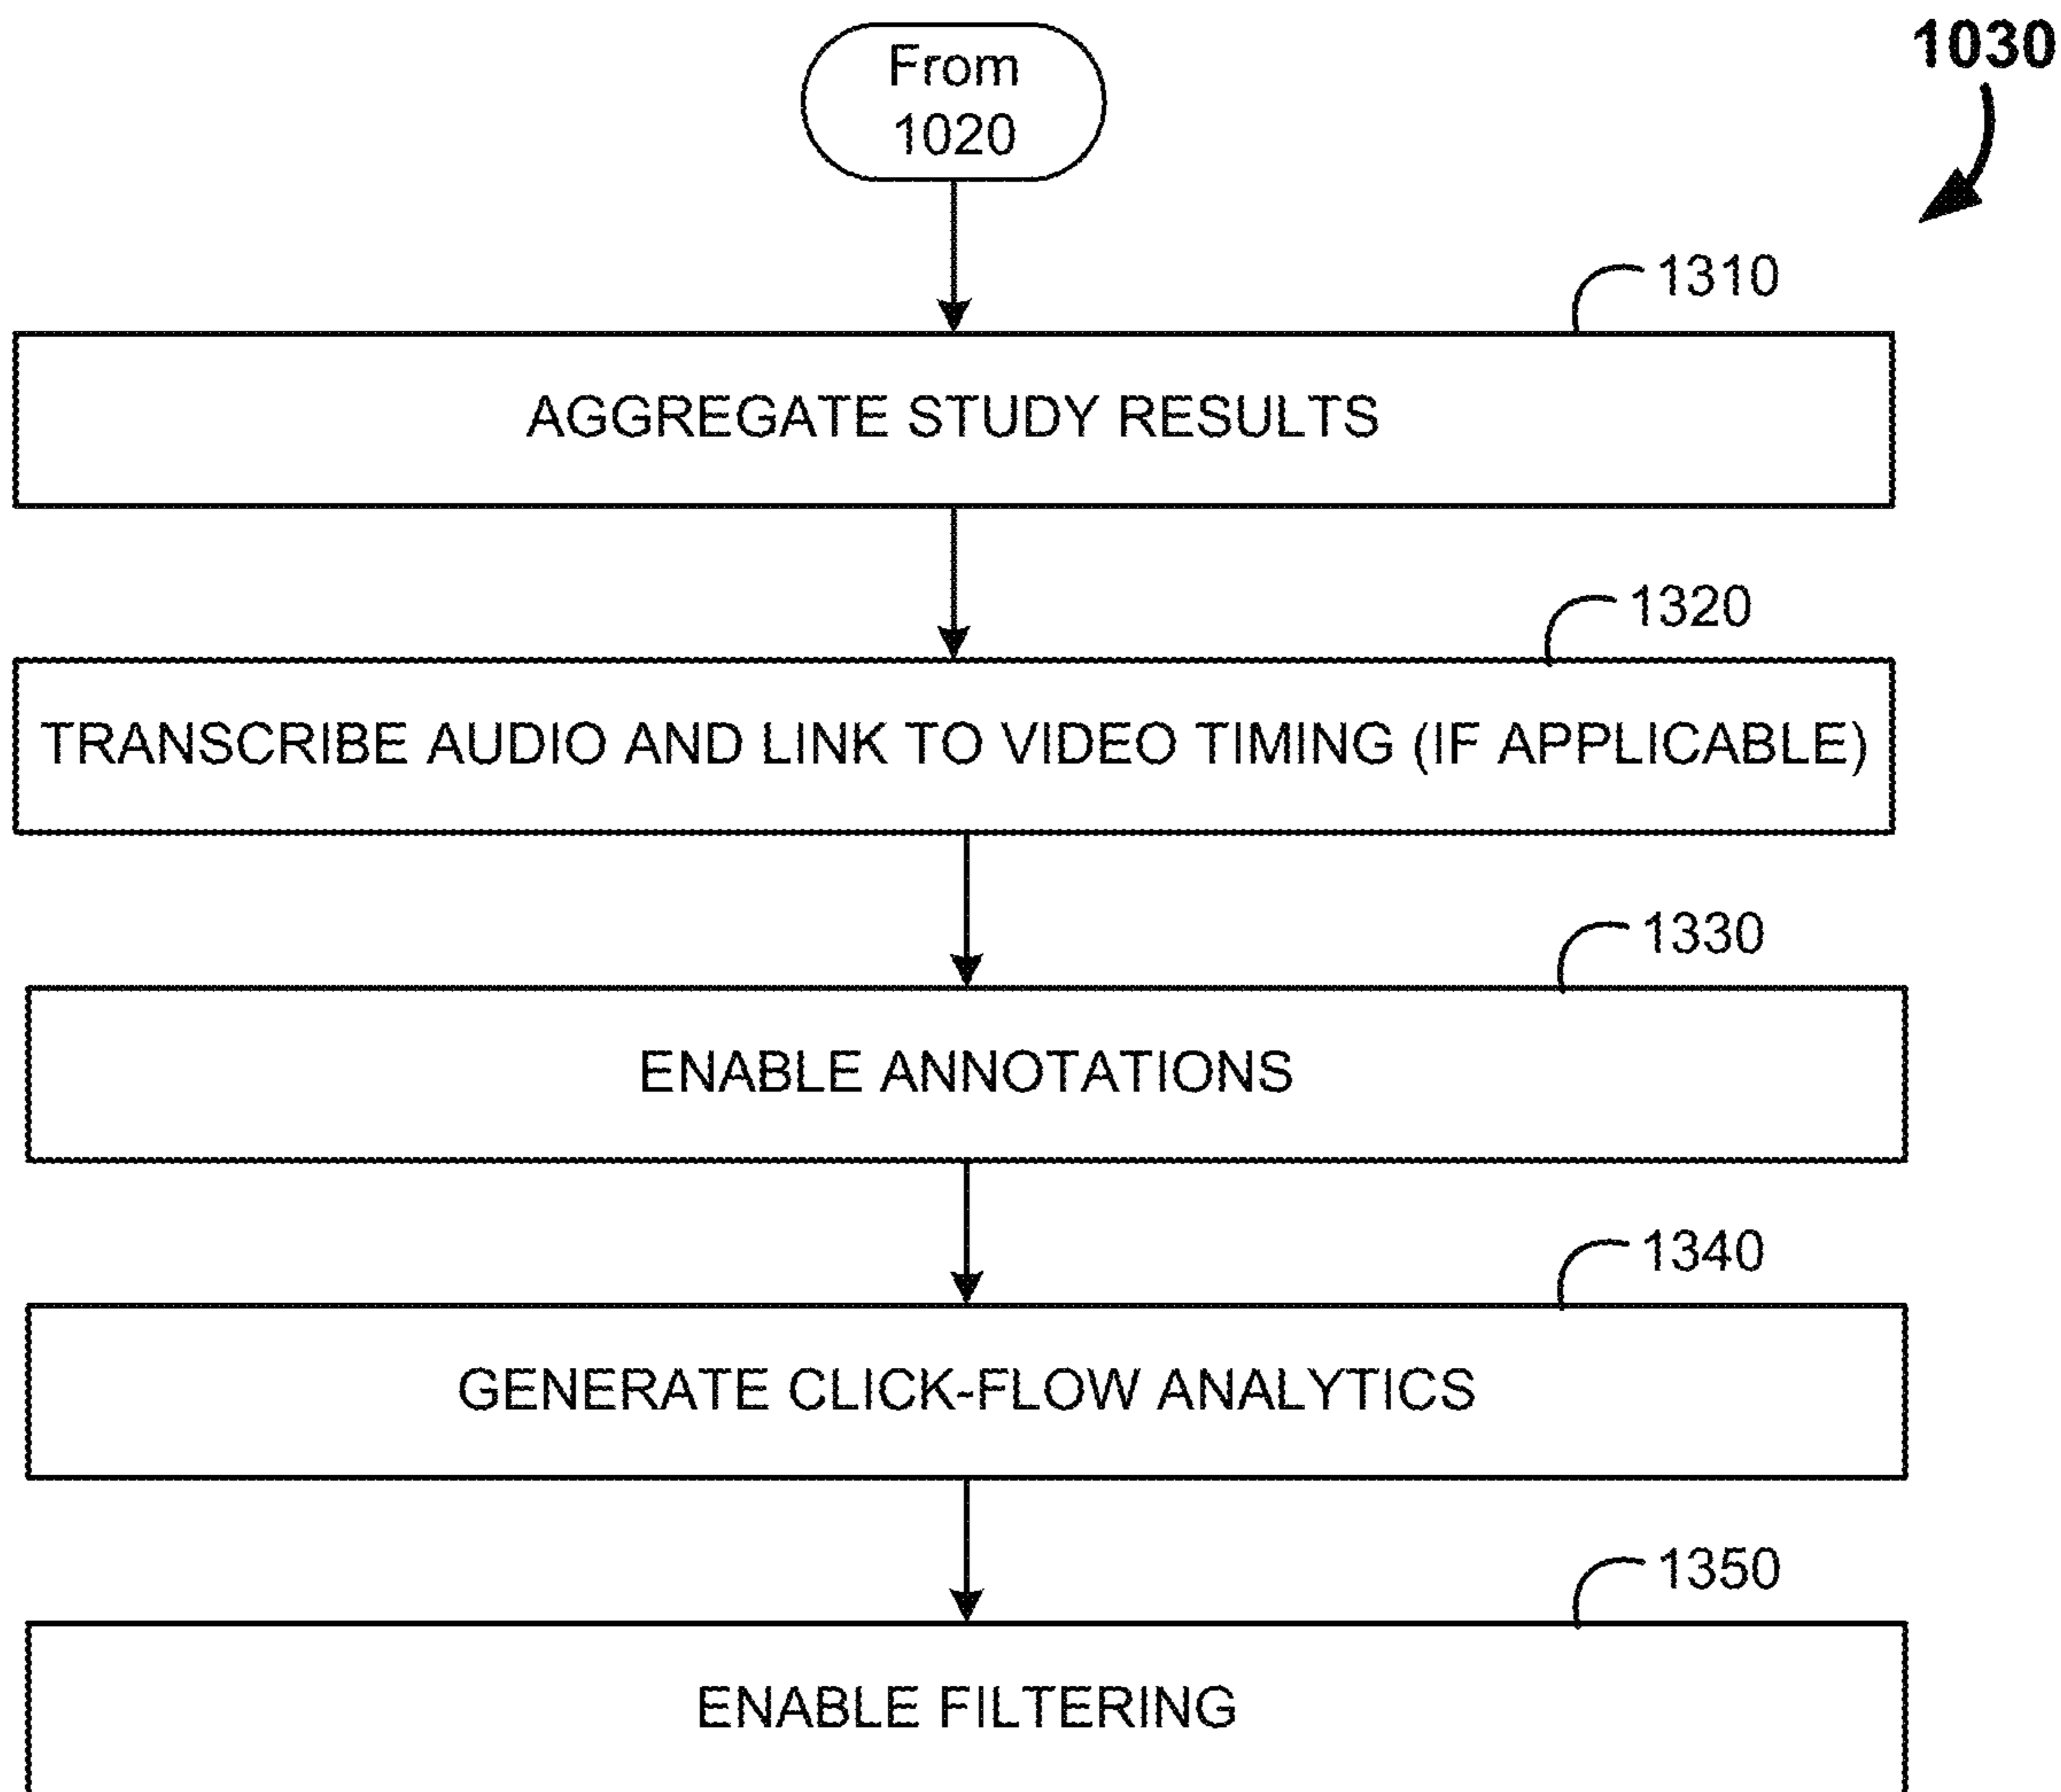 From
1020
1030
1310
AGGREGATE STUDY RESULTS
1320
TRANSCRIBE AUDIO AND LINK TO VIDEO TIMING (IF APPLICABLE)
1330
ENABLE ANNOTATIONS
1340
GENERATE CLICK-FLOW ANALYTICS
1350
ENABLE FILTERING